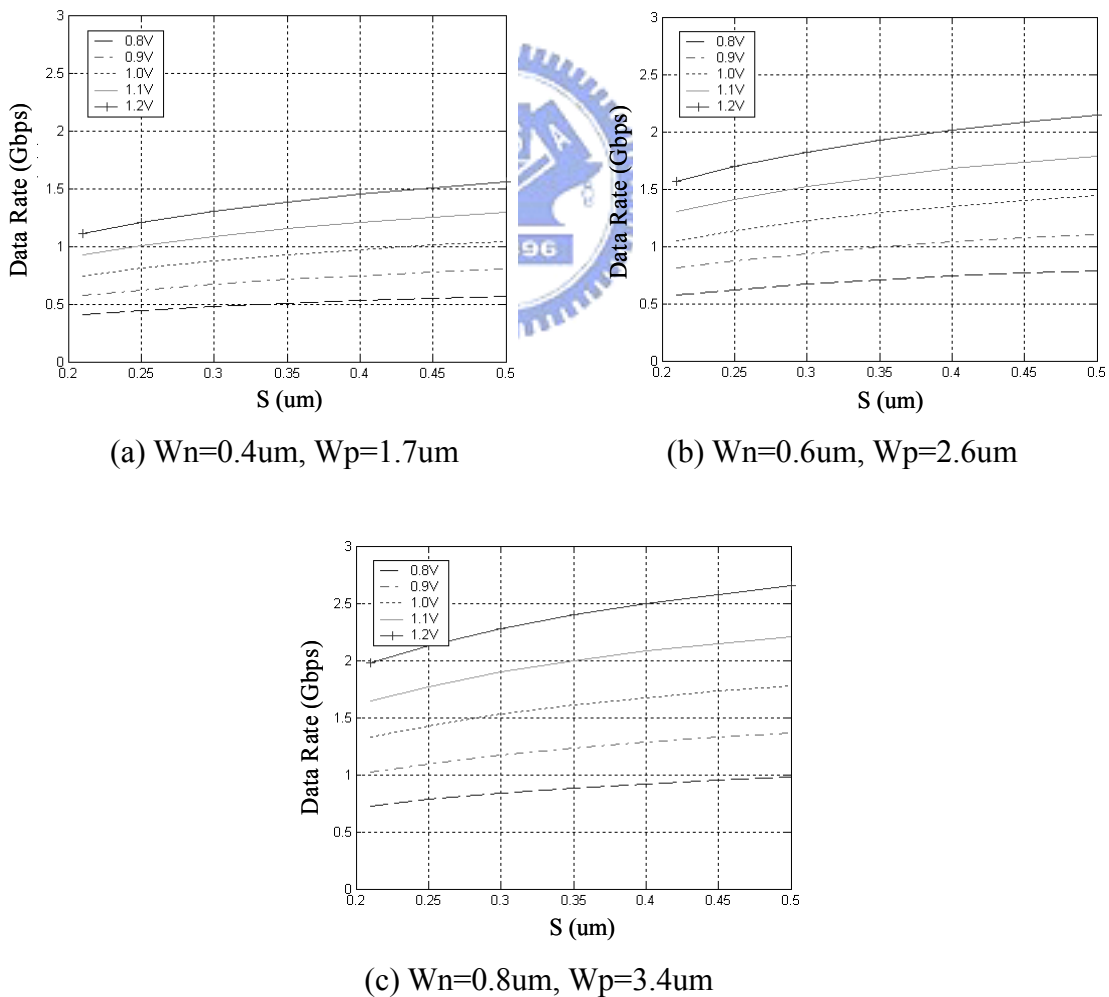 3
2.5
2
1.5
1
0.5
0
0.8V
0.9V
1.0V
1.1V
1.2V
Data Rate (Gbps)
0.2 0.25 0.3 0.35 0.4 0.45 0.5
S (um)
(a) Wn=0.4um, Wp=1.7um
A
96
3
2.5
2
1.5
1
0.5
0
0.8V
0.9V
1.0V
1.1V
1.2V
Data Rate (Gbps)
0.2 0.25 0.3 0.35 0.4 0.45 0.5
S (um)
(b) Wn=0.6um, Wp=2.6um
3
2.5
2
1.5
1
0.5
0
0.8V
0.9V
1.0V
1.1V
1.2V
Data Rate (Gbps)
0.2 0.25 0.3 0.35 0.4 0.45 0.5
S (um)
(c) Wn=0.8um, Wp=3.4um